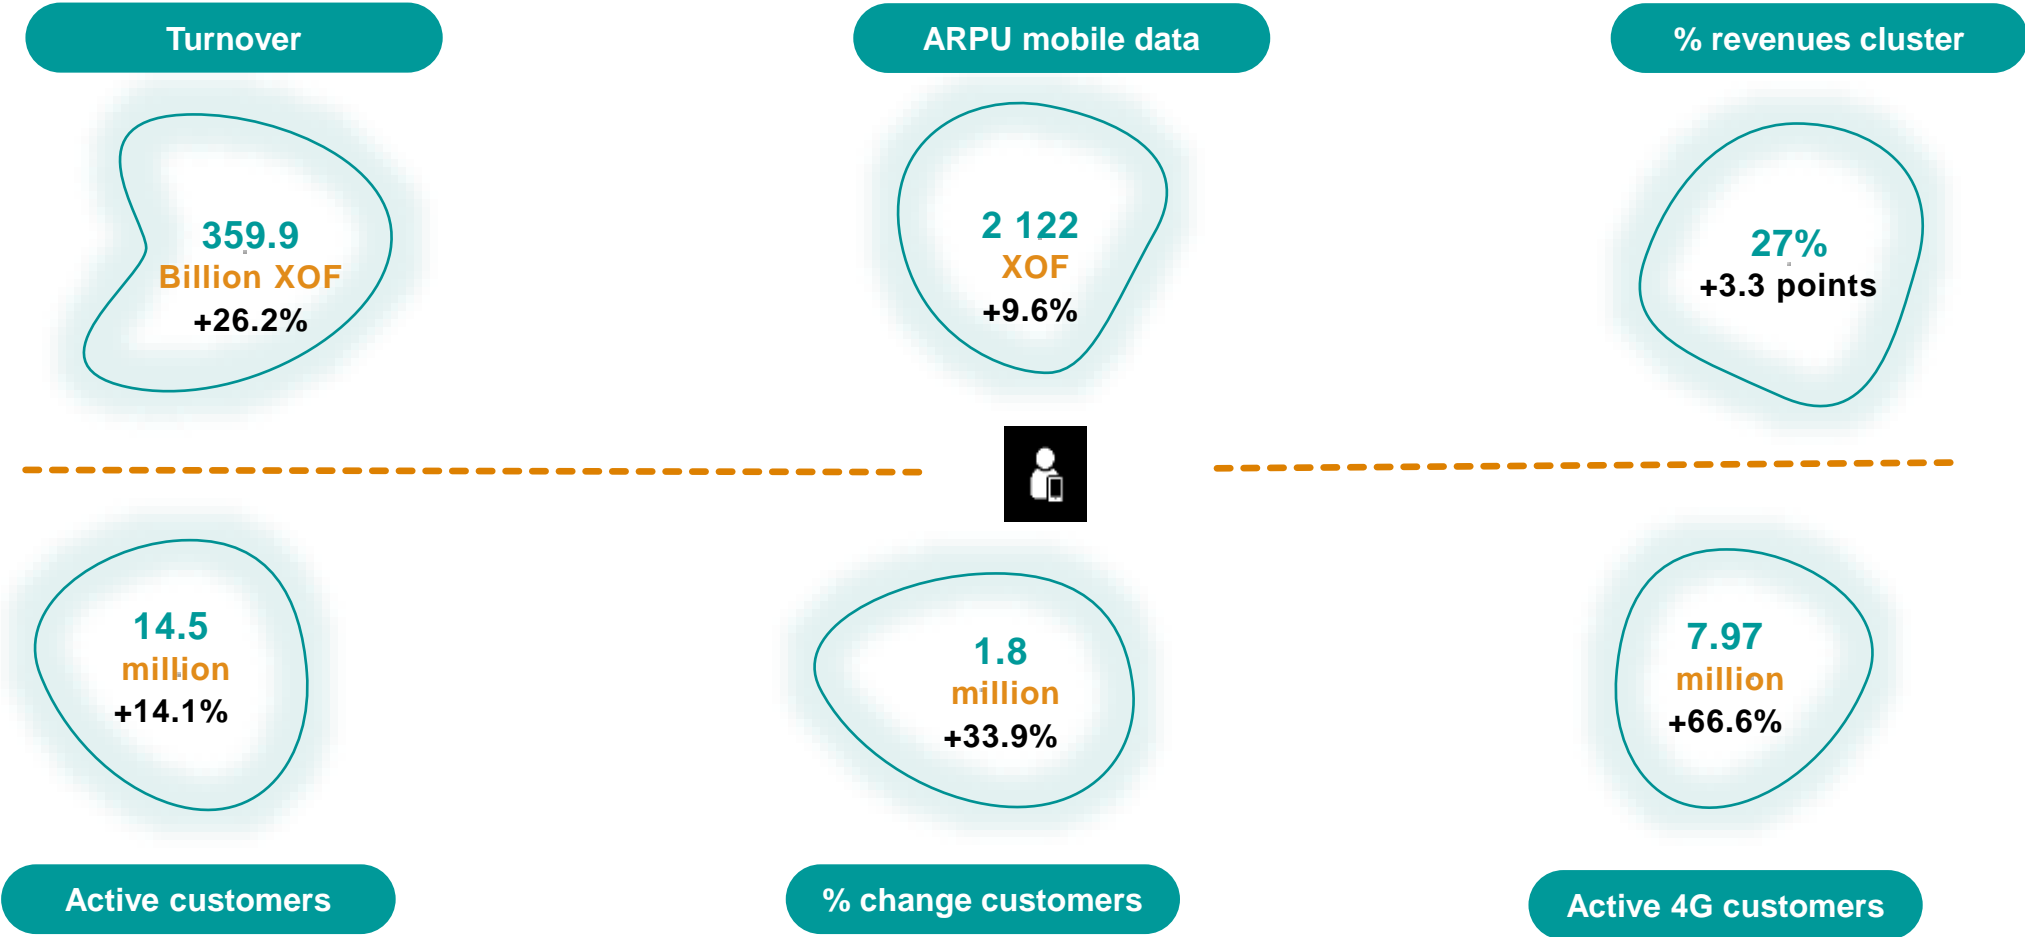 Turnover
ARPU mobile data
% revenues cluster
359.9
Billion XOF
+26.2%
2 122
XOF
+9.6%
27%
+3.3 points
14.5
million
+14.1%
1.8
million
+33.9%
7.97
million
+66.6%
Active customers
% change customers
Active 4G customers